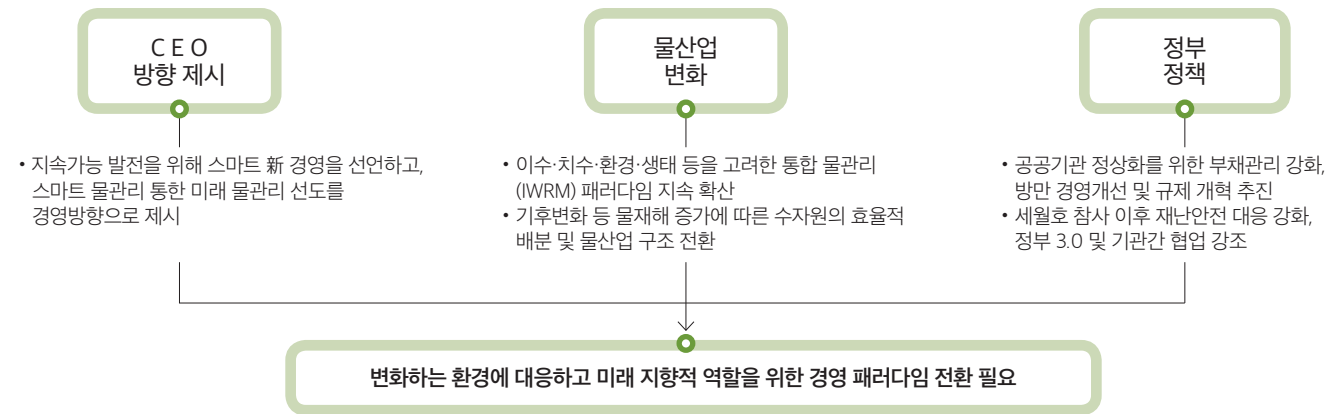 C E O
방향 제시
• 지속가능 발전을 위해 스마트 新 경영을 선언하고,
스마트 물관리 통한 미래 물관리 선도를
경영방향으로 제시
물산업
변화
• 이수·치수·환경·생태 등을 고려한 통합 물관리
(IWRM) 패러다임 지속 확산
• 기후변화 등 물재해 증가에 따른 수자원의 효율적
배분 및 물산업 구조 전환
정부
정책
• 공공기관 정상화를 위한 부채관리 강화,
방만 경영개선 및 규제 개혁 추진
• 세월호 참사 이후 재난안전 대응 강화,
정부 3.0 및 기관간 협업 강조
변화하는 환경에 대응하고 미래 지향적 역할을 위한 경영 패러다임 전환 필요